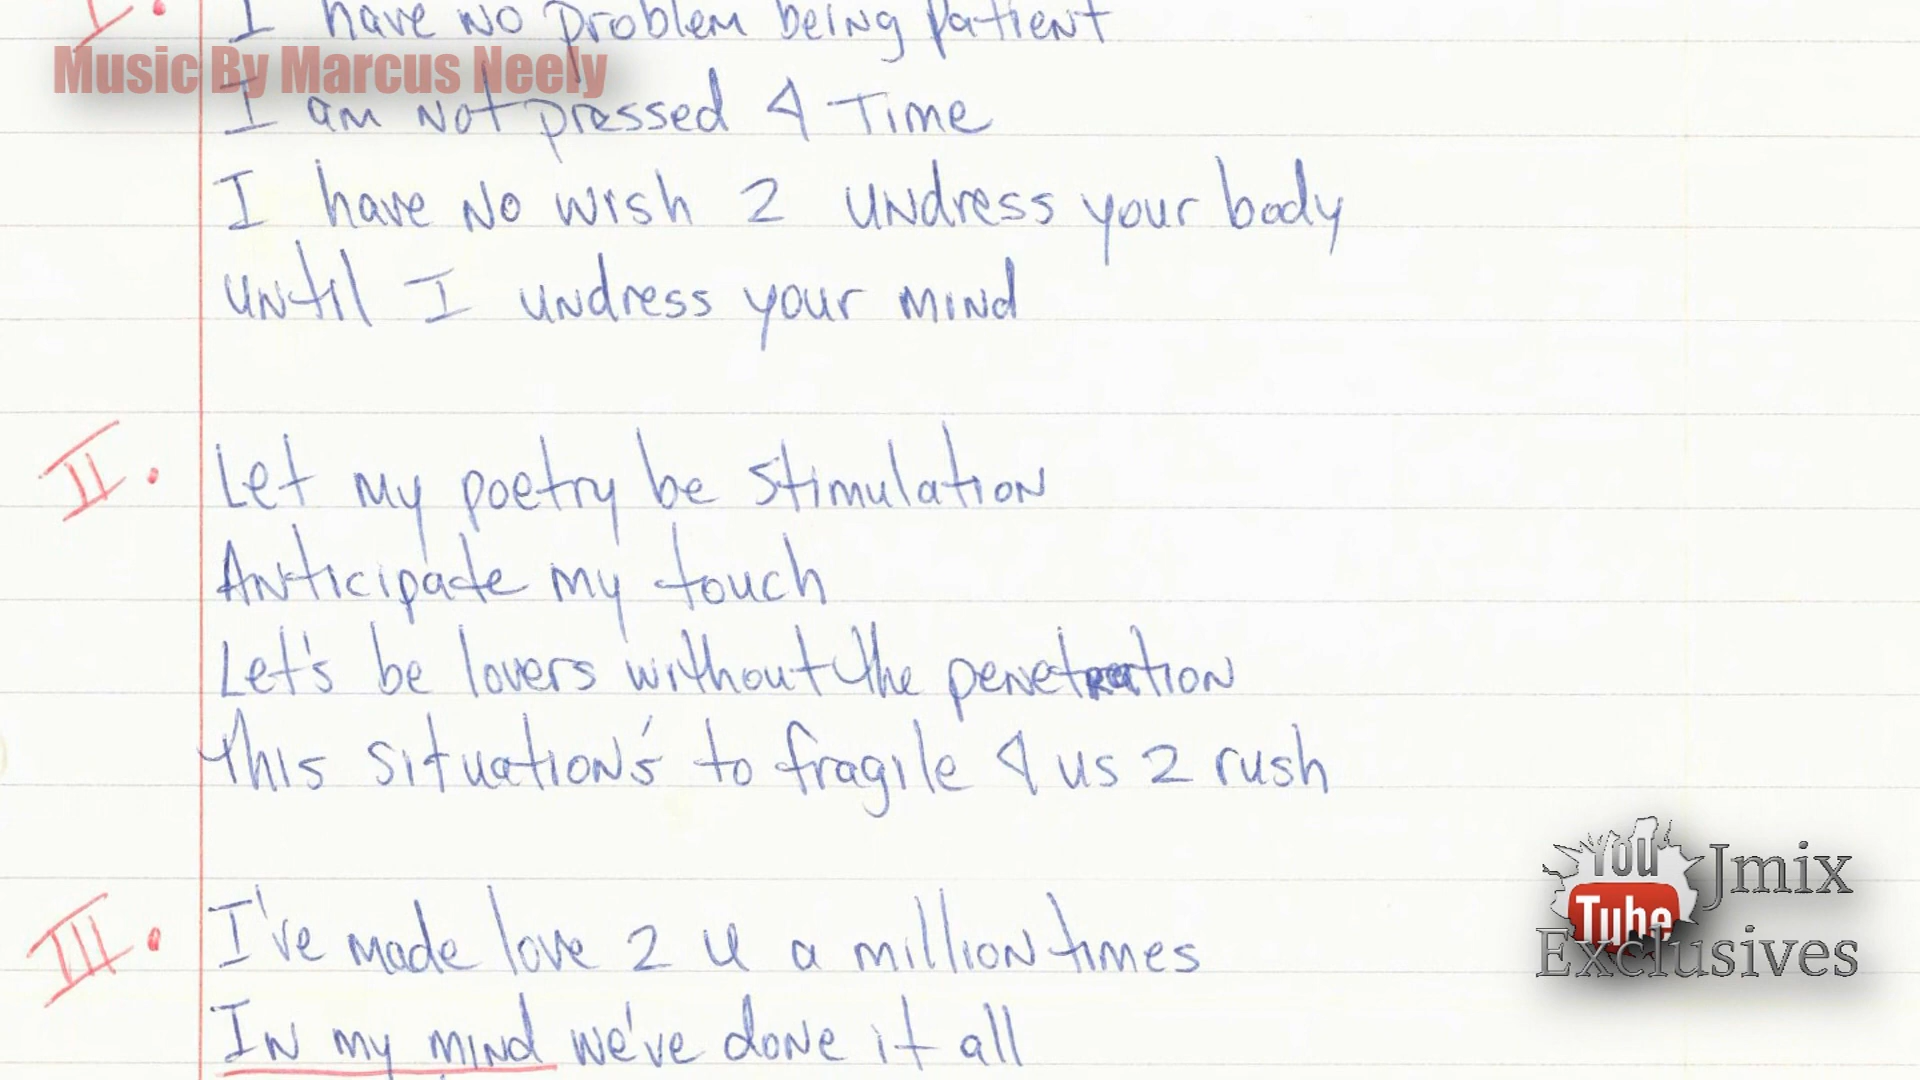 I.
I have no problem being patient
Music By Marcus Neely
I am not pressed 4 Time
I have no wish 2 undress your body
until I undress your mind
II.
Let my poetry be stimulation
Anticipate my touch
Let's be lovers without the penetration
This situation's to fragile 4 us 2 rush
III.
I've made love 2 u a million times
In my mind we've done it all
You
Tube
Jmix
Exclusives